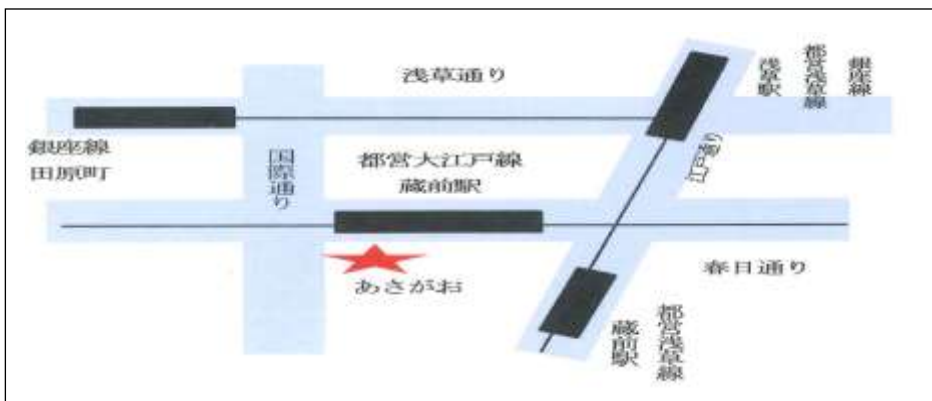 浅草通り
浅草駅
都営浅草線
銀座線
銀座線
田原町
国際通り
都営大江戸線
蔵前駅
江戸通り
あさがお
春日通り
蔵前駅
都営浅草線